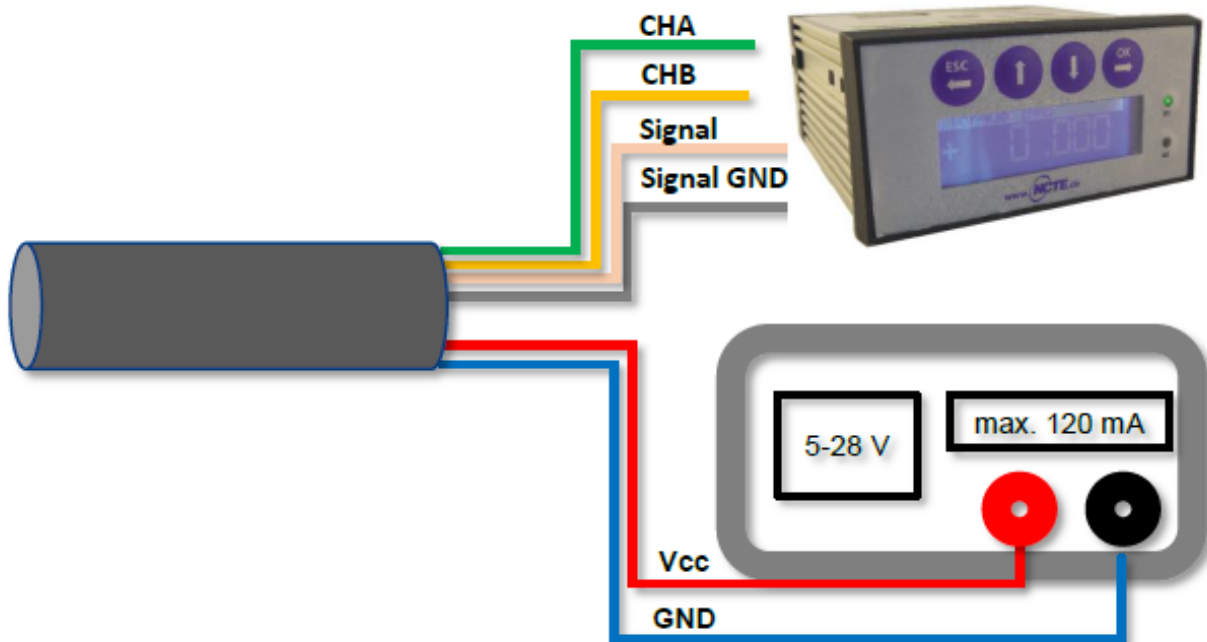 CHA
CHB
Signal
Signal GND
ESC
OK
+ 0.000
www.NCTE.de
5-28 V
max. 120 mA
Vcc
GND